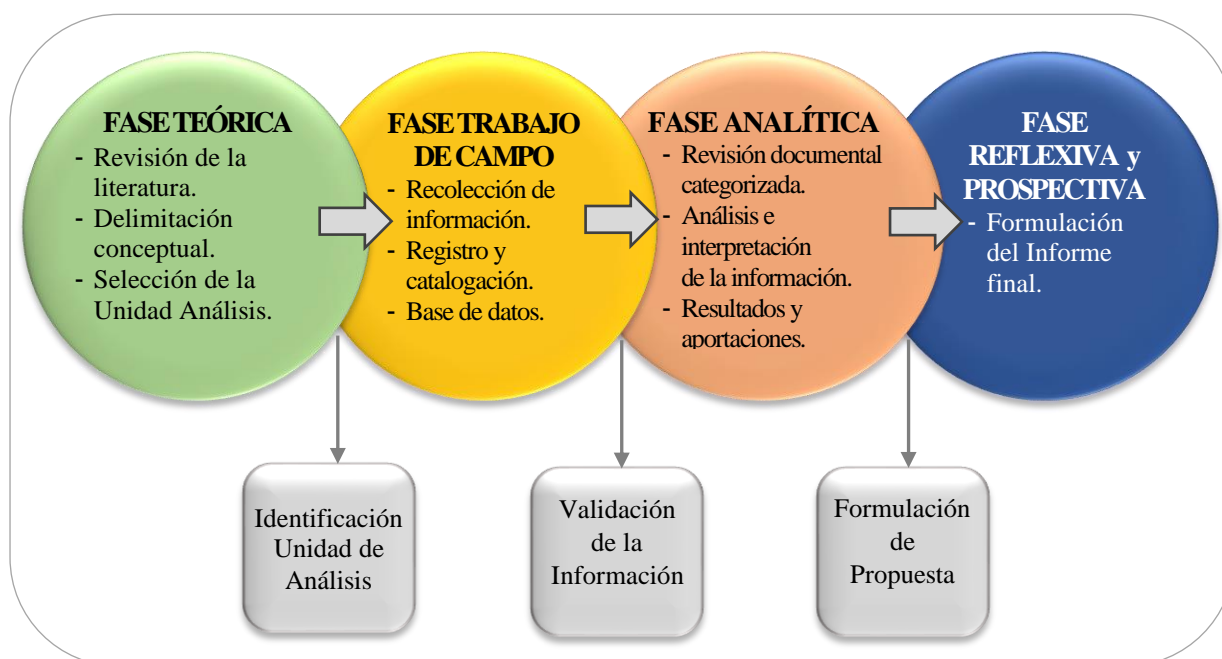 FASE TEÓRICA
- Revisión de la
literatura.
- Delimitación
conceptual.
- Selección de la
Unidad Análisis.
FASE TRABAJO
DE CAMPO
- Recolección de
información.
- Registro y
catalogación.
- Base de datos.
FASE ANALÍTICA
- Revisión documental
categorizada.
- Análisis e
interpretación
de la información.
- Resultados y
aportaciones.
FASE
REFLEXIVA y
PROSPECTIVA
- Formulación
del Informe
final.
Identificación
Unidad de
Análisis
Validación
de la
Información
Formulación
de
Propuesta